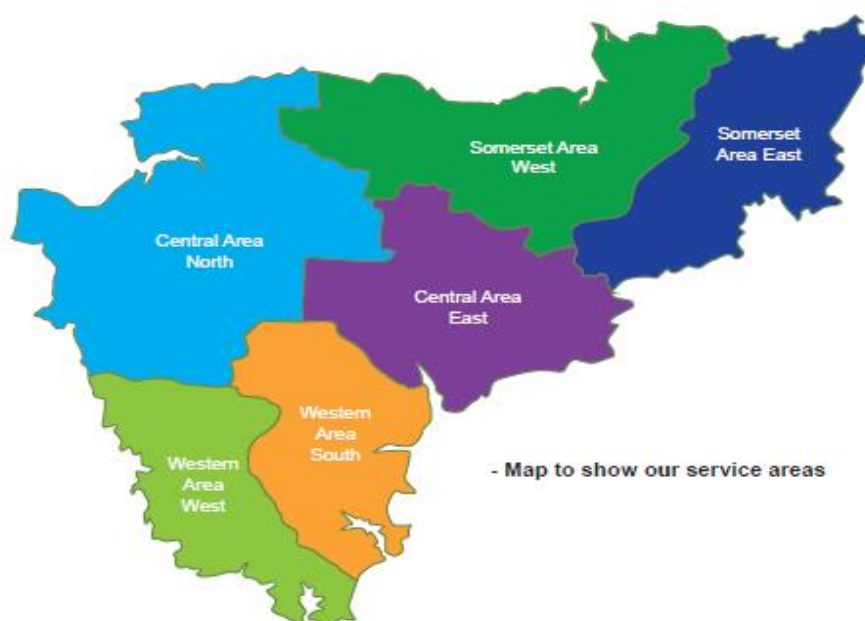 Somerset Area
West
Somerset
Area East
Central Area
North
Central Area
East
Western
Area
South
Western
Area
West
- Map to show our service areas